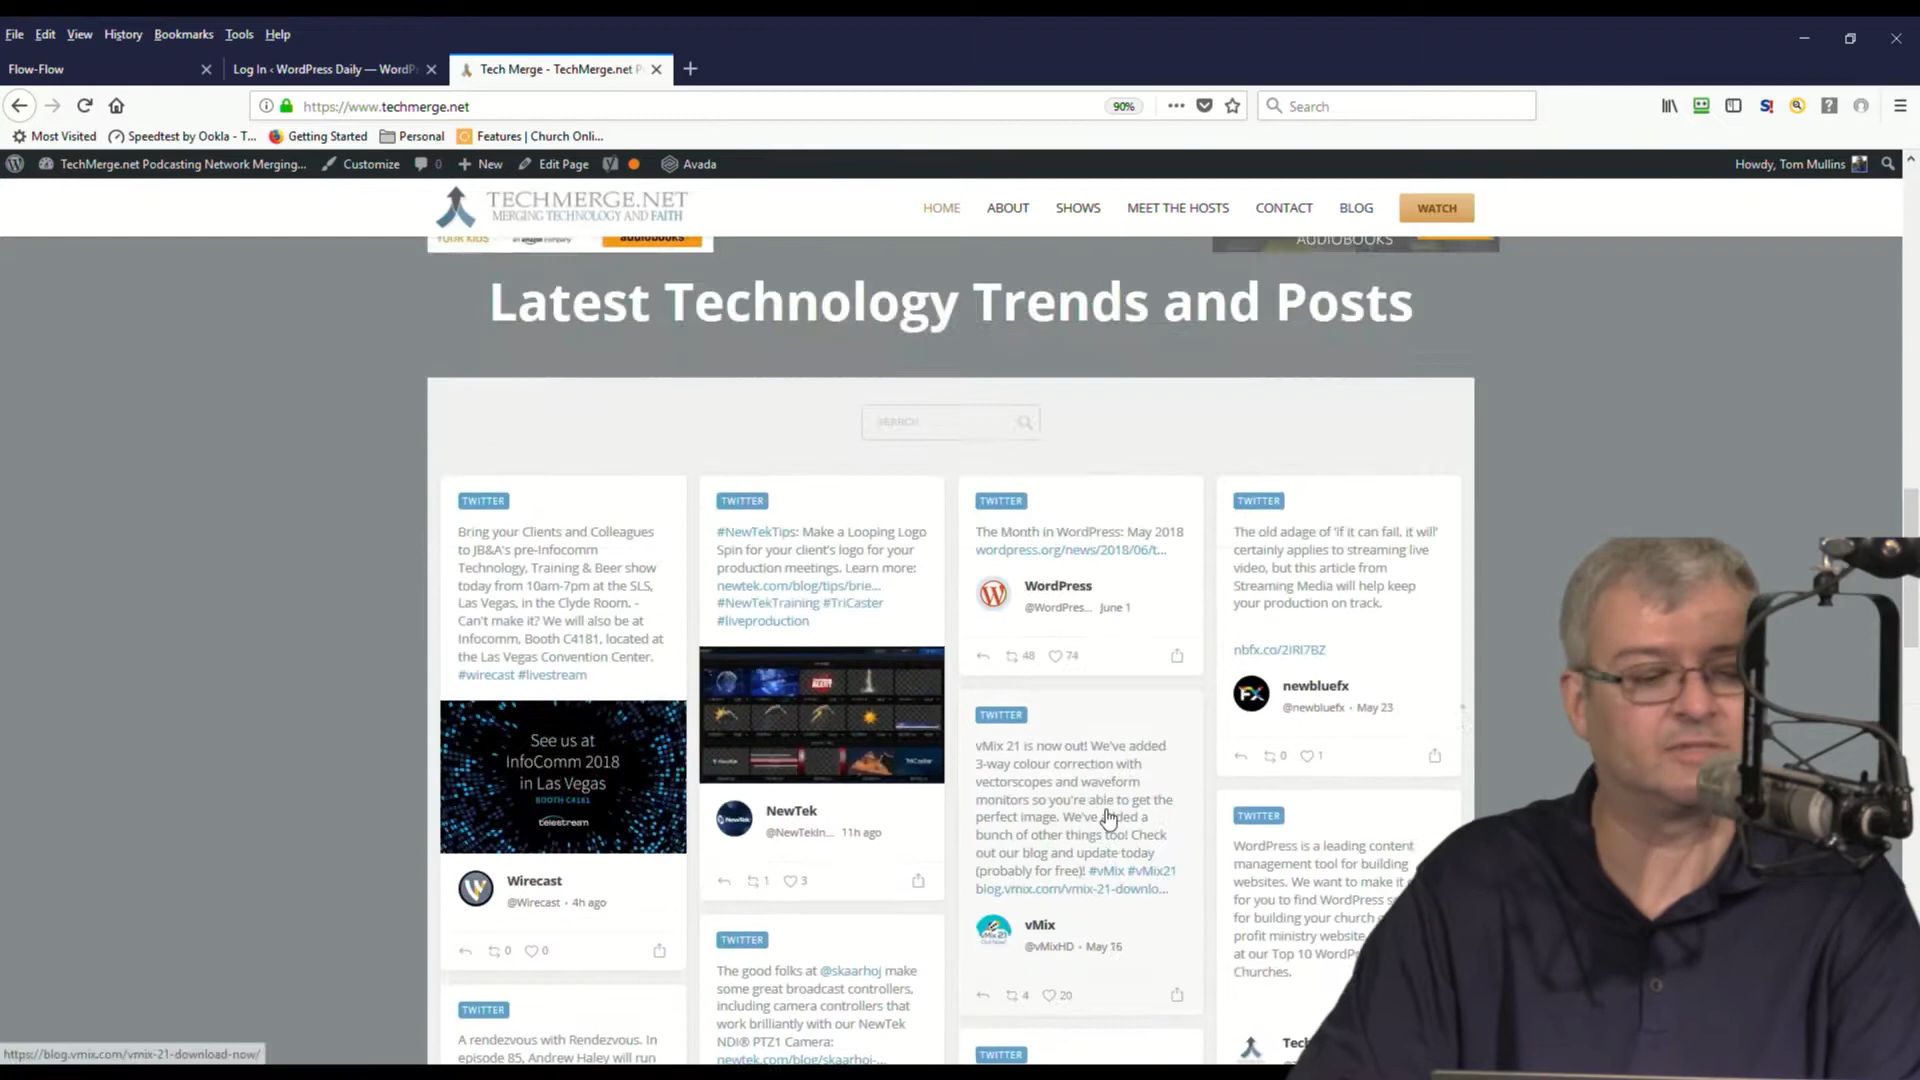 File Edit View History Bookmarks Tools Help
Flow-Flow
Log In ‹ WordPress Daily — WordP
Tech Merge - TechMerge.net P
https://www.techmerge.net
90%
Search
Most Visited
Speedtest by Ookla - T...
Getting Started
Personal
Features | Church Onli...
TechMerge.net Podcasting Network Merging...
Customize
0
New
Edit Page
Avada
Howdy, Tom Mullins
TECHMERGE.NET
MERGING TECHNOLOGY AND FAITH
HOME ABOUT SHOWS MEET THE HOSTS CONTACT BLOG WATCH
YOUR KIDS
an amazon company
audiobooks
AUDIOBOOKS
Latest Technology Trends and Posts
SEARCH
TWITTER
Bring your Clients and Colleagues
to JB&A's pre-Infocomm
Technology, Training & Beer show
today from 10am-7pm at the SLS,
Las Vegas, in the Clyde Room. -
Can't make it? We will also be at
Infocomm, Booth C4181, located at
the Las Vegas Convention Center.
#wirecast #livestream
See us at
InfoComm 2018
in Las Vegas
BOOTH C4181
telestream
Wirecast
@Wirecast • 4h ago
0 0
TWITTER
A rendezvous with Rendezvous. In
episode 85, Andrew Haley will run
TWITTER
#NewTekTips: Make a Looping Logo
Spin for your client's logo for your
production meetings. Learn more:
newtek.com/blog/tips/brie...
#NewTekTraining #TriCaster
#liveproduction
NewTek
NewTek
@NewTekIn... 11h ago
1 3
TWITTER
The good folks at @skaarhoj make
some great broadcast controllers,
including camera controllers that
work brilliantly with our NewTek
NDI® PTZ1 Camera:
newtek.com/blog/skaarhoj-...
TWITTER
The Month in WordPress: May 2018
wordpress.org/news/2018/06/t...
WordPress
@WordPres... June 1
48 74
TWITTER
vMix 21 is now out! We've added
3-way colour correction with
vectorscopes and waveform
monitors so you're able to get the
perfect image. We've added a
bunch of other things too! Check
out our blog and update today
(probably for free)! #vMix #vMix21
blog.vmix.com/vmix-21-downlo...
vMix
@vMixHD • May 16
4 20
TWITTER
TWITTER
The old adage of 'if it can fail, it will'
certainly applies to streaming live
video, but this article from
Streaming Media will help keep
your production on track.
nbfx.co/2IRI7BZ
FX
newbluefx
@newbluefx • May 23
0 1
TWITTER
WordPress is a leading content
management tool for building
websites. We want to make it
for you to find WordPress
for building your church
profit ministry website.
at our Top 10
Churches.
https://blog.vmix.com/vmix-21-download-now/